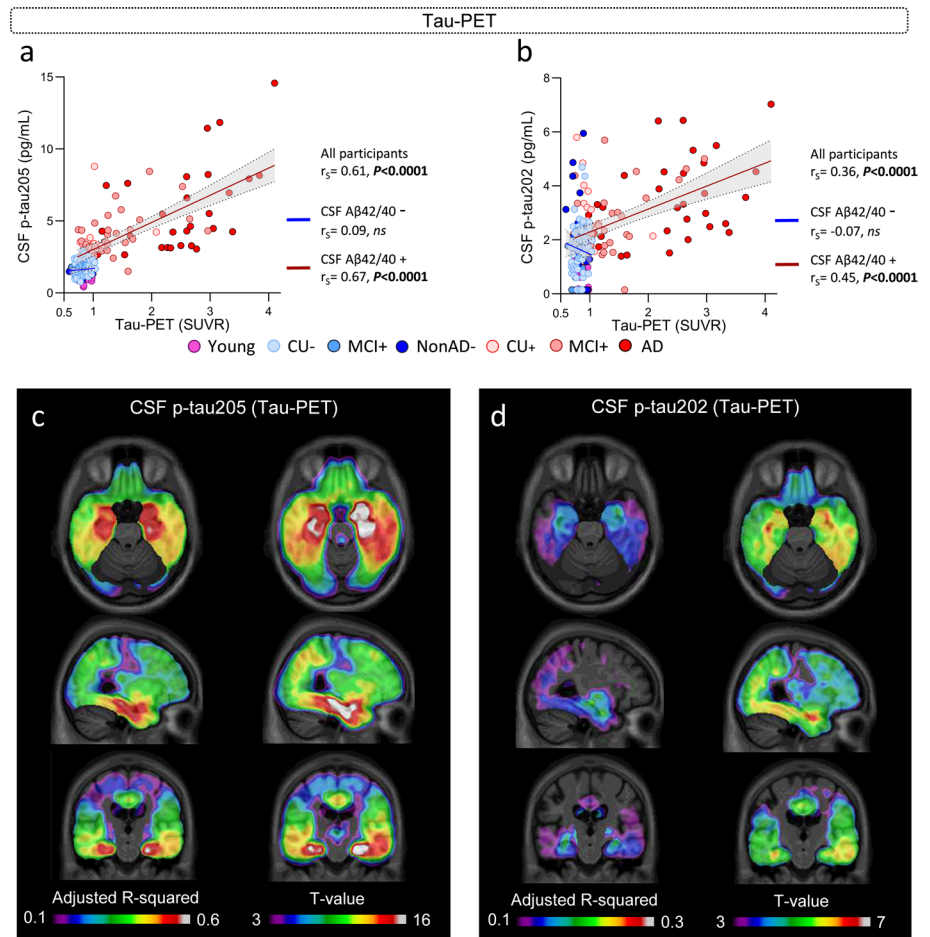 Tau-PET
a
CSF p-tau205 (pg/mL)
15
10
5
0
0.5 1 2 3 4
Tau-PET (SUVR)
All participants
rS= 0.61, P<0.0001
CSF Aβ42/40 -
rS= 0.09, ns
CSF Aβ42/40 +
rS= 0.67, P<0.0001
b
CSF p-tau202 (pg/mL)
8
6
4
2
0
0.5 1 2 3 4
Tau-PET (SUVR)
All participants
rS= 0.36, P<0.0001
CSF Aβ42/40 -
rS= -0.07, ns
CSF Aβ42/40 +
rS= 0.45, P<0.0001
Young CU- MCI+ NonAD- CU+ MCI+ AD
c
CSF p-tau205 (Tau-PET)
Adjusted R-squared
0.1 0.6
T-value
3 16
d
CSF p-tau202 (Tau-PET)
Adjusted R-squared
0.1 0.3
T-value
3 7